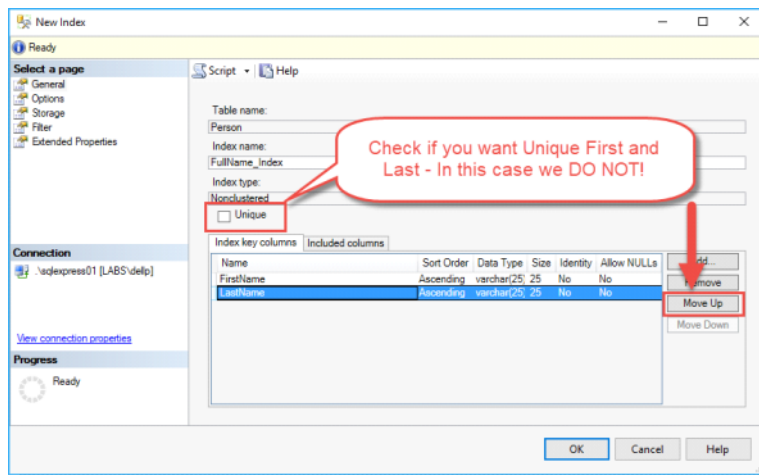 New Index
Ready
Select a page
General
Options
Storage
Filter
Extended Properties
Script Help
Table name:
Person
Index name:
FullName_Index
Index type:
Nonclustered
Unique
Check if you want Unique First and
Last - In this case we DO NOT!
Index key columns Included columns
Name Sort Order Data Type Size Identity Allow NULLs
FirstName Ascending varchar(25) 25 No No
LastName Ascending varchar(25) 25 No No
Remove
Move Up
Move Down
Connection
.\sqlexpress01 [LABS\dellp]
View connection properties
Progress
Ready
OK Cancel Help